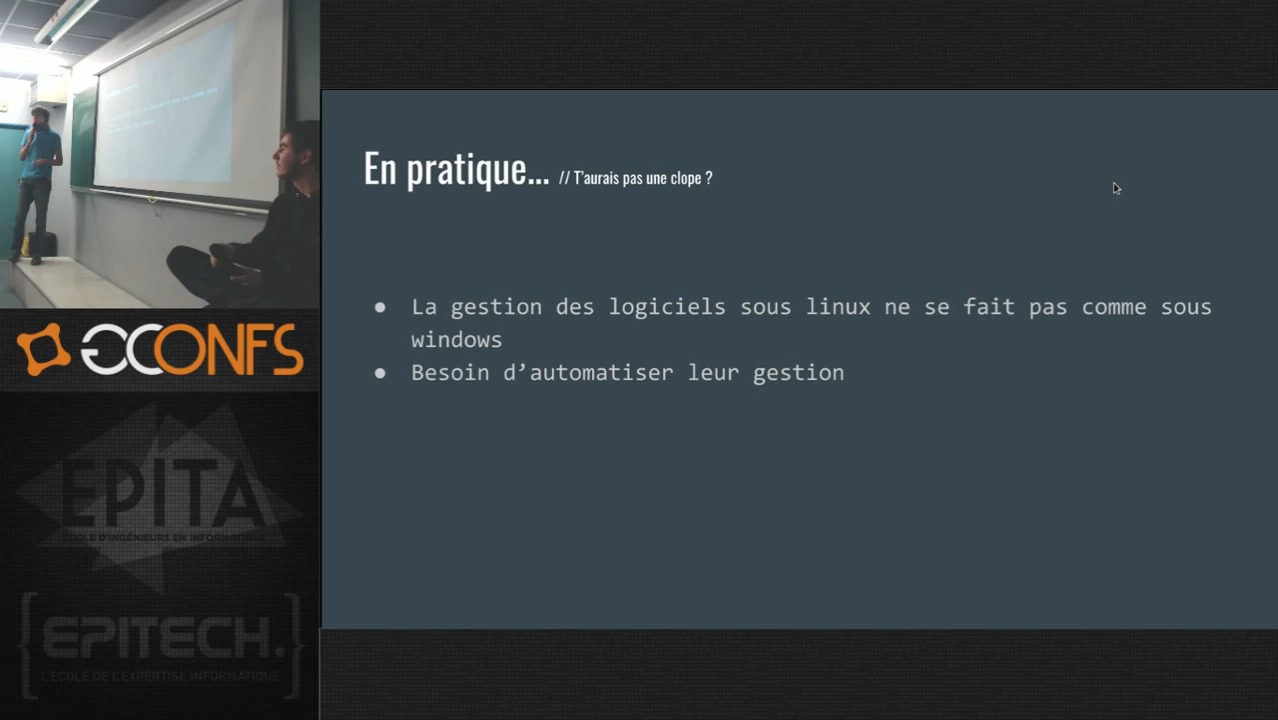 En pratique... // T'aurais pas une clope ?
● La gestion des logiciels sous linux ne se fait pas comme sous
windows
● Besoin d’automatiser leur gestion
CONFS
EPITA
ÉCOLE D'INGÉNIEURS EN INFORMATIQUE
{EPITECH.}
L'ECOLE DE L'EXPERTISE INFORMATIQUE